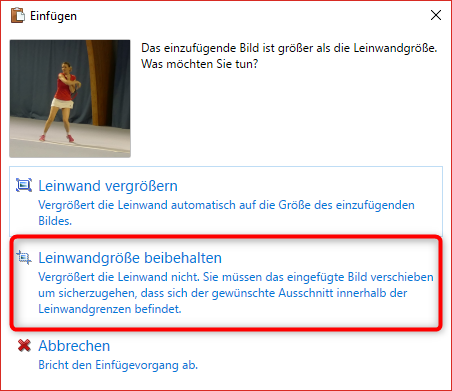 Einfügen
Das einzufügende Bild ist größer als die Leinwandgröße.
Was möchten Sie tun?
Leinwand vergrößern
Vergrößert die Leinwand automatisch auf die Größe des einzufügenden
Bildes.
Leinwandgröße beibehalten
Vergrößert die Leinwand nicht. Sie müssen das eingefügte Bild verschieben
um sicherzugehen, dass sich der gewünschte Ausschnitt innerhalb der
Leinwandgrenzen befindet.
Abbrechen
Bricht den Einfügevorgang ab.